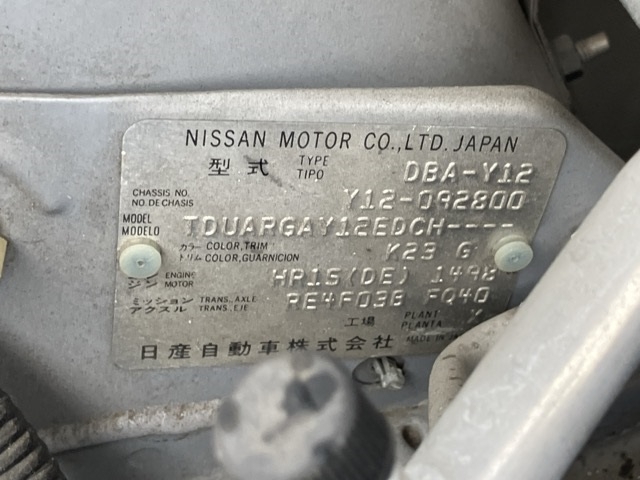 NISSAN MOTOR CO.,LTD. JAPAN
型式 TYPE TIPO DBA-Y12
CHASSIS NO. NO. DE CHASIS Y12-092800
MODEL MODELO TDUARGAY12EDCH----
カラー COLOR, TRIM トリム COLOR, GUARNICION K23 G
エンジン ENGINE MOTOR HR15(DE) 1498
ミッション アクスル TRANS., AXLE TRANS., EJE RE4F03B FQ40
工場 PLANT PLANTA X
日産自動車株式会社 MADE IN